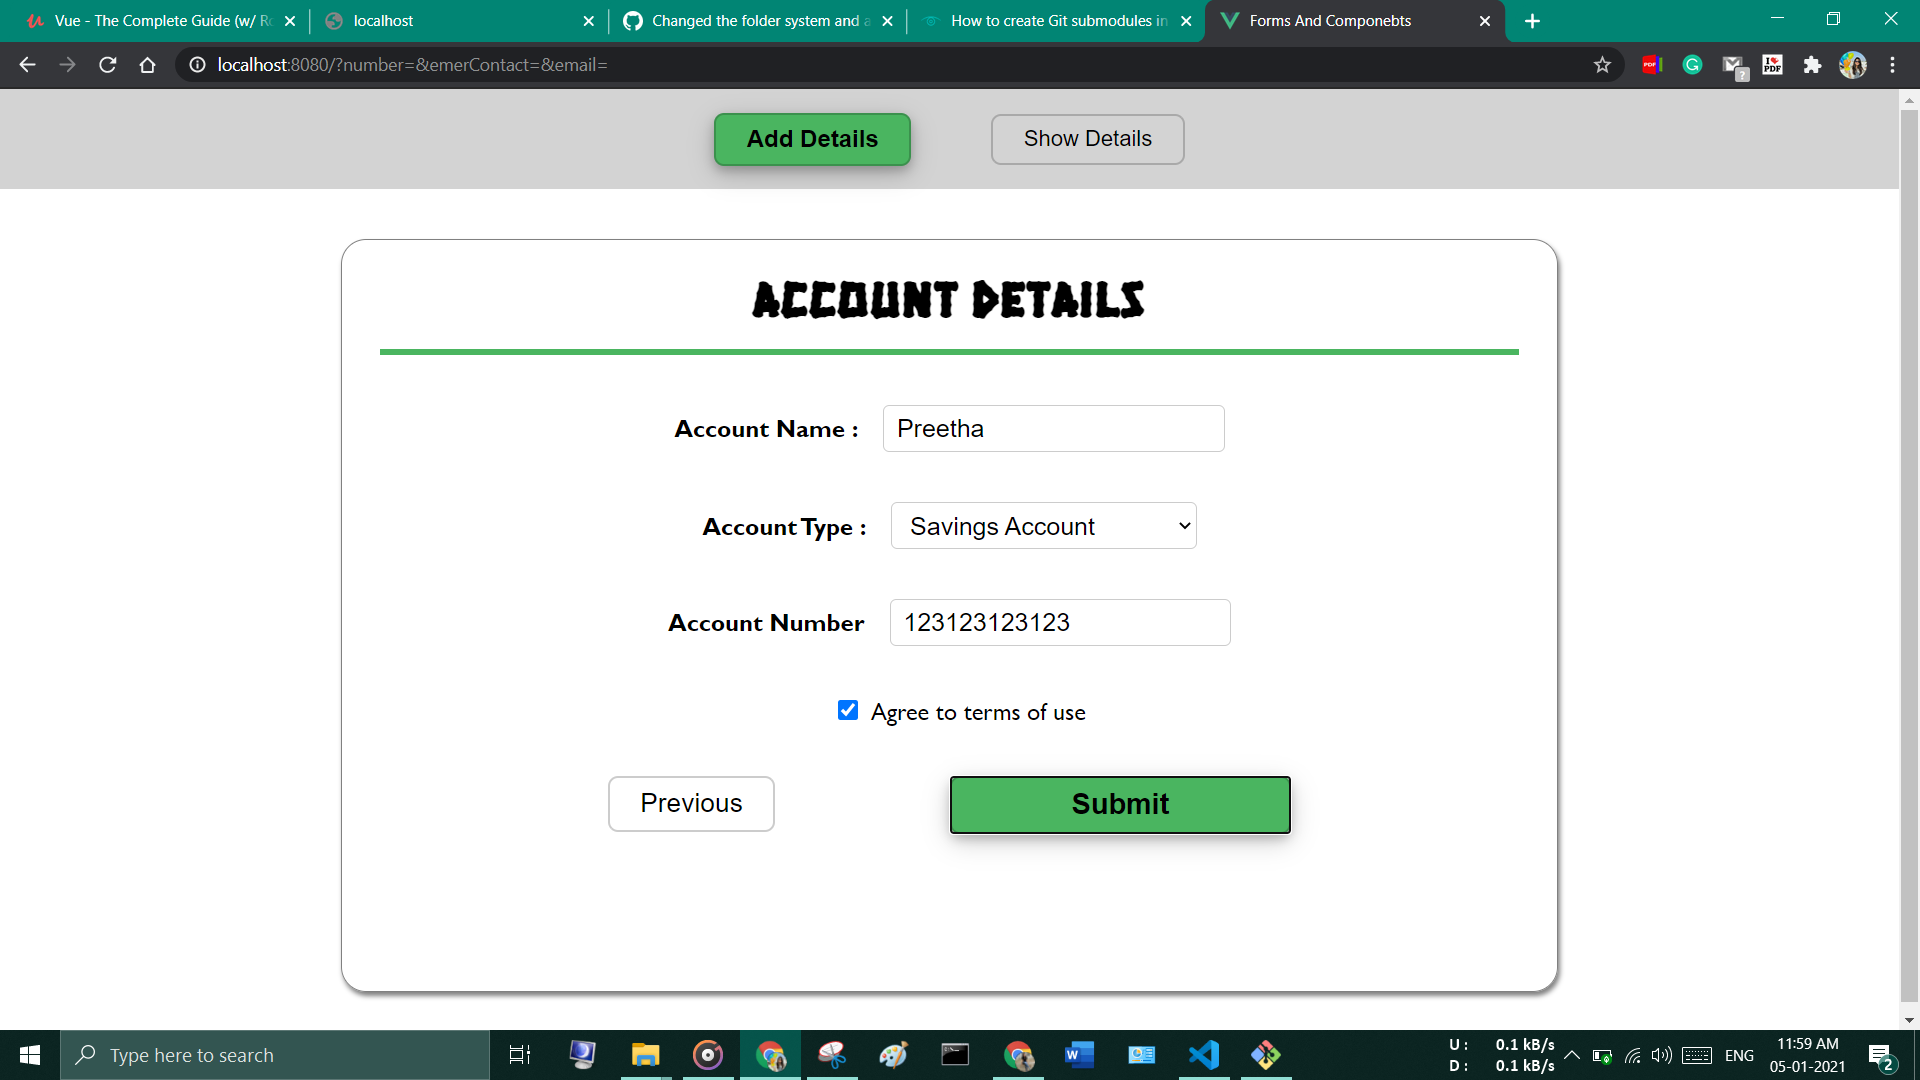 Vue - The Complete Guide (w/ Ro
localhost
Changed the folder system and a
How to create Git submodules in
Forms And Componebts
localhost:8080/?number=&emerContact=&email=
Add Details
Show Details
ACCOUNT DETAILS
Account Name :
Preetha
Account Type :
Savings Account
Account Number
123123123123
Agree to terms of use
Previous
Submit
Type here to search
U : 0.1 kB/s
D : 0.1 kB/s
ENG
11:59 AM
05-01-2021
2